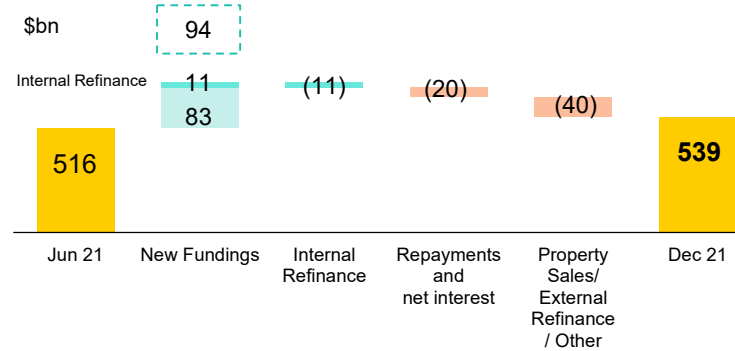 $bn
94
Internal Refinance
11
(11)
(20)
(40)
83
516
539
Jun 21
New Fundings
Internal
Refinance
Repayments
and
net interest
Property
Sales/
External
Refinance
/ Other
Dec 21